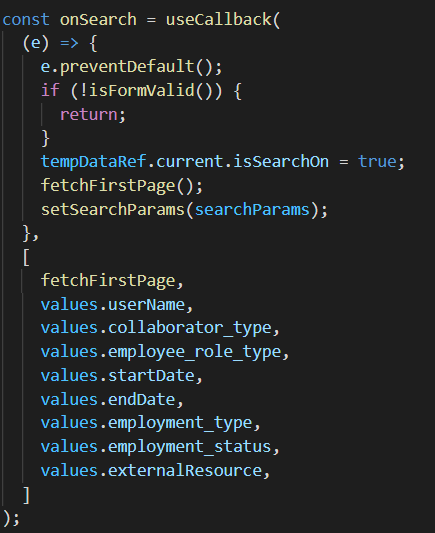 const onSearch = useCallback(
  (e) => {
    e.preventDefault();
    if (!isFormValid()) {
      return;
    }
    tempDataRef.current.isSearchOn = true;
    fetchFirstPage();
    setSearchParams(searchParams);
  },
  [
    fetchFirstPage,
    values.userName,
    values.collaborator_type,
    values.employee_role_type,
    values.startDate,
    values.endDate,
    values.employment_type,
    values.employment_status,
    values.externalResource,
  ]
);